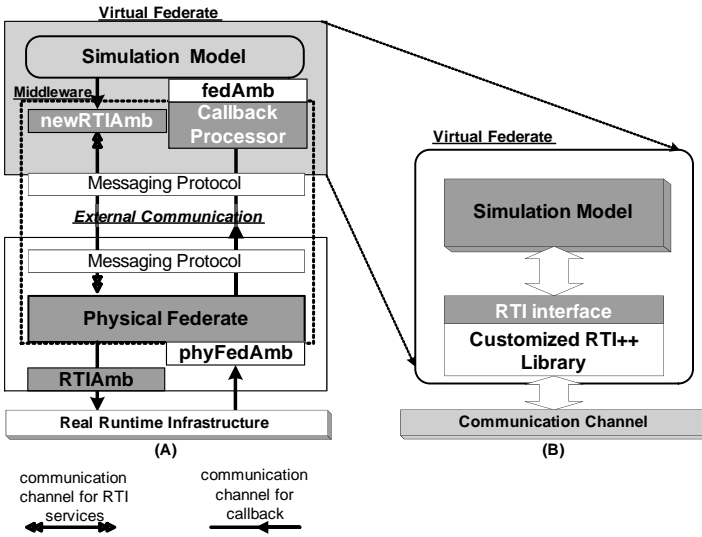 Virtual Federate
Simulation Model
Middleware
fedAmb
newRTIAmb
Callback
Processor
Messaging Protocol
External Communication
Messaging Protocol
Physical Federate
phyFedAmb
RTIAmb
Real Runtime Infrastructure
(A)
communication
channel for RTI
services
communication
channel for
callback
Virtual Federate
Simulation Model
RTI interface
Customized RTI++
Library
Communication Channel
(B)